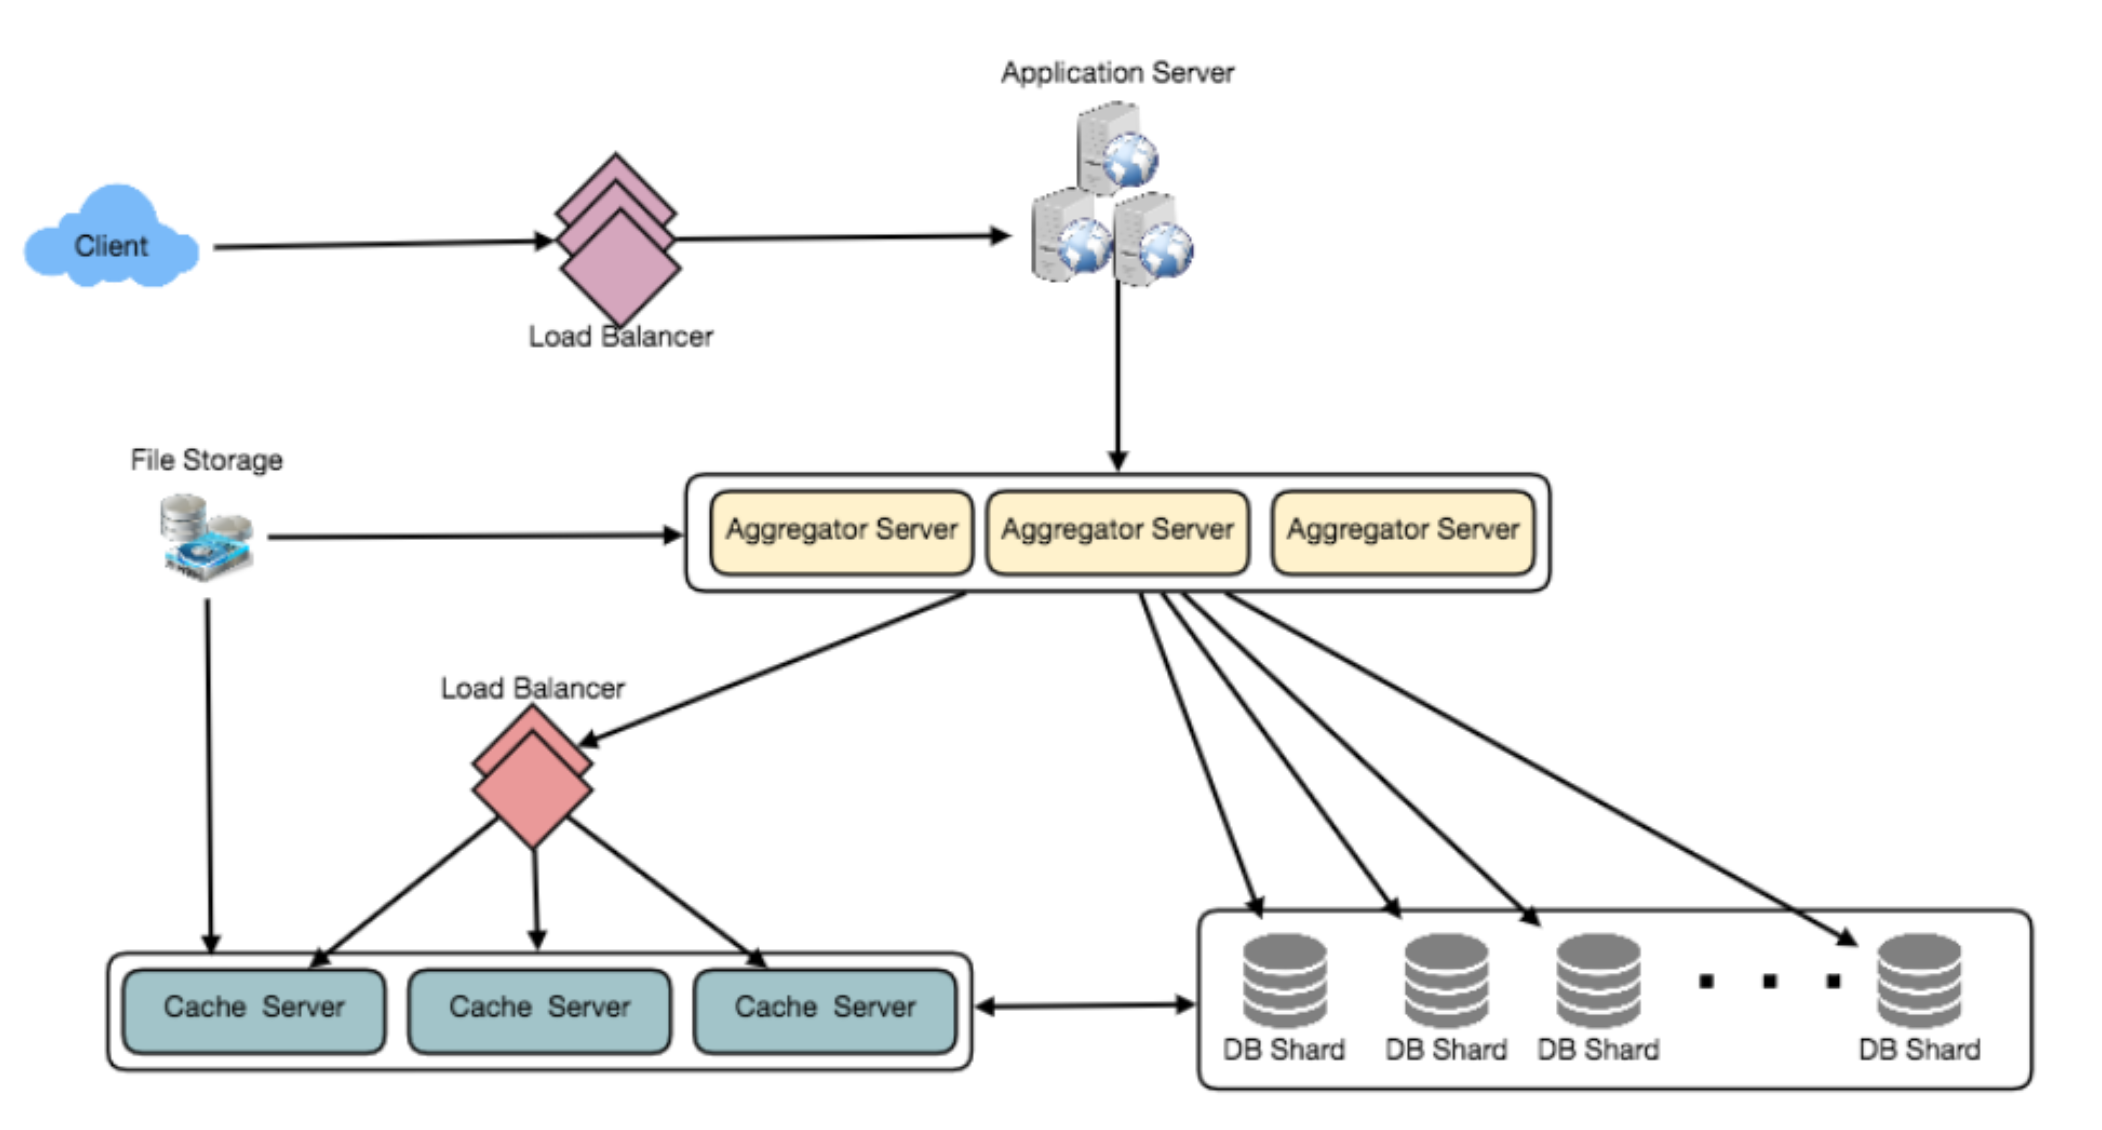 Application Server
Client
Load Balancer
File Storage
Aggregator Server
Aggregator Server
Aggregator Server
Load Balancer
Cache Server
Cache Server
Cache Server
DB Shard
DB Shard
DB Shard
DB Shard